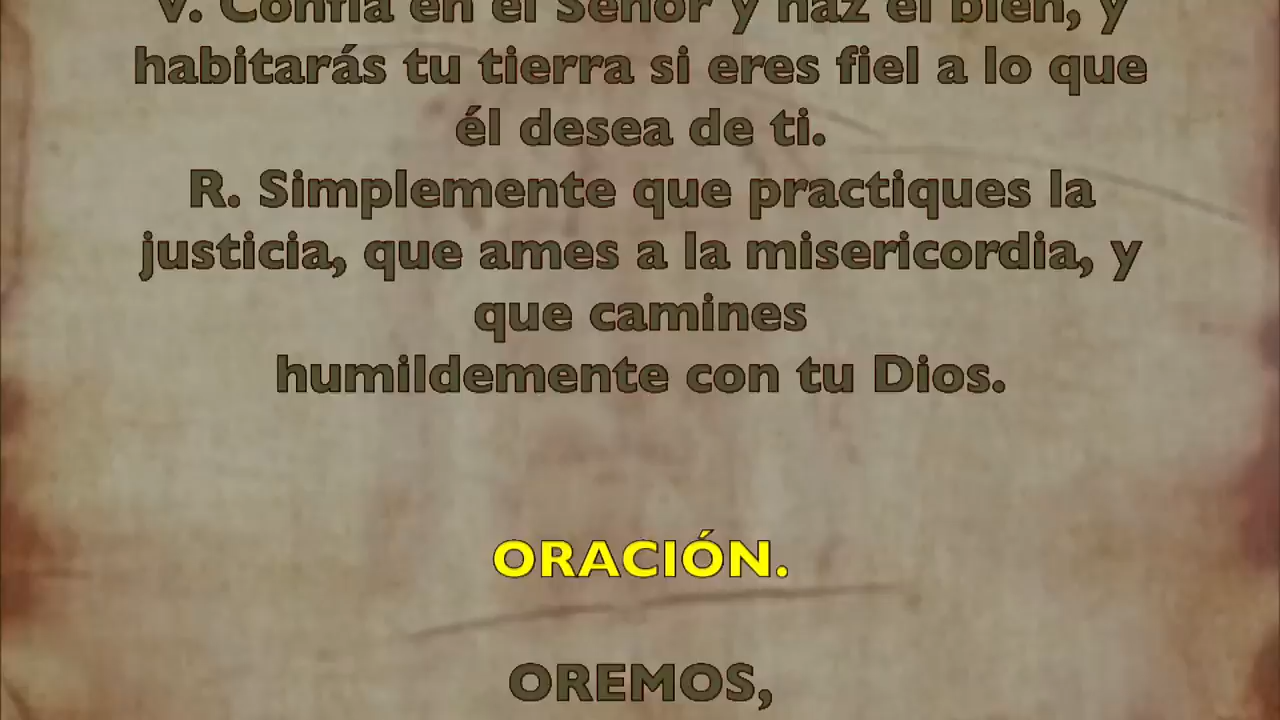 V. Confía en el Señor y haz el bien, y
habitarás tu tierra si eres fiel a lo que
él desea de ti.
R. Simplemente que practiques la
justicia, que ames a la misericordia, y
que camines
humildemente con tu Dios.
ORACIÓN.
OREMOS,